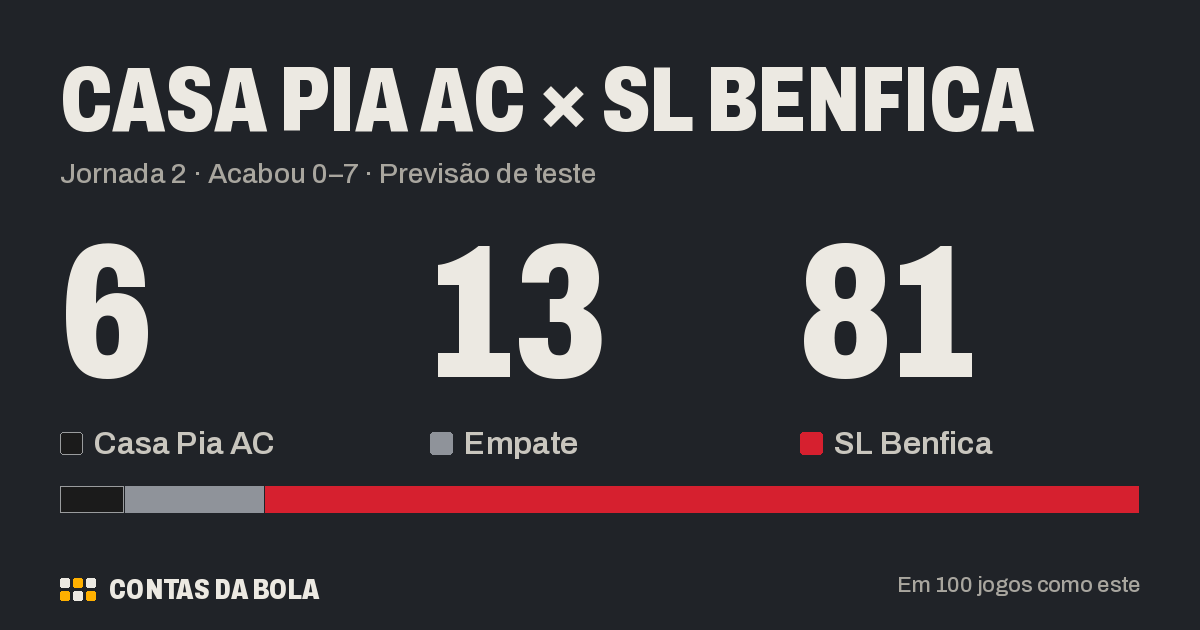 CASA PIA AC × SL BENFICA
Jornada 2 · Acabou 0–7 · Previsão de teste
6 13 81
Casa Pia AC Empate SL Benfica
CONTAS DA BOLA
Em 100 jogos como este